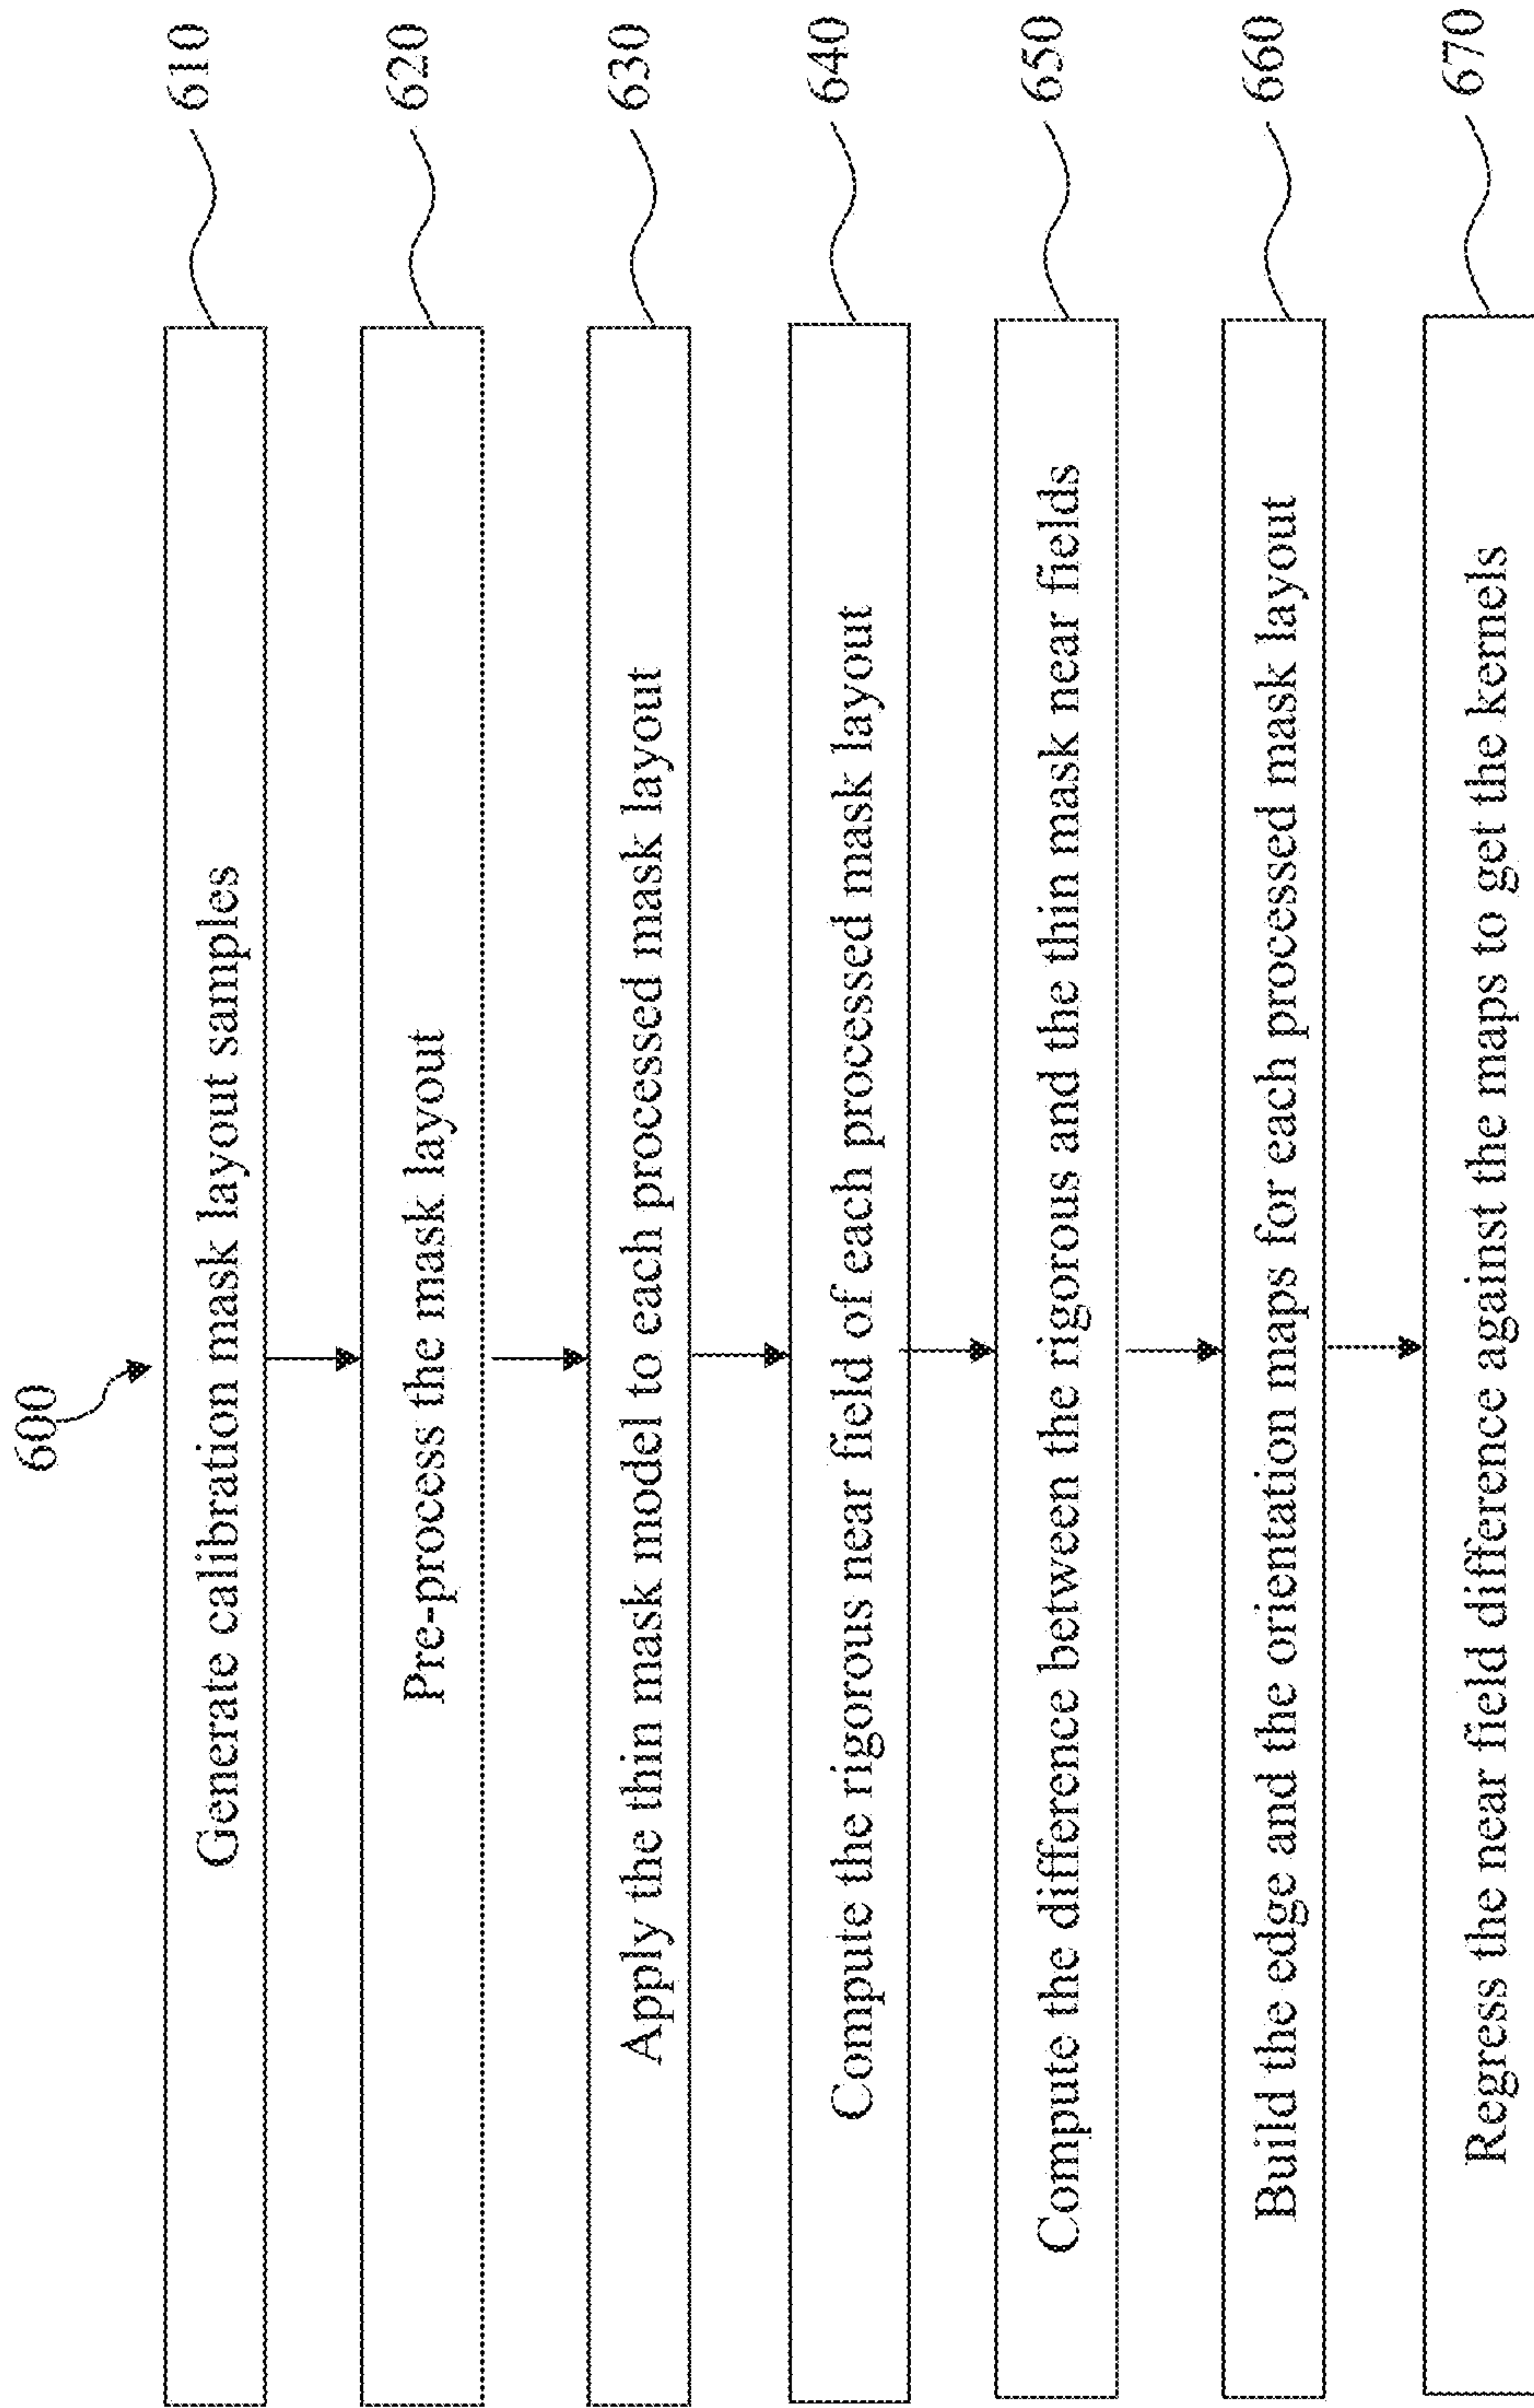 600
Generate calibration mask layout samples
610
Pre-process the mask layout
620
Apply the thin mask model to each processed mask layout
630
Compute the rigorous near field of each processed mask layout
640
Compute the difference between the rigorous and the thin mask near fields
650
Build the edge and the orientation maps for each processed mask layout
660
Regress the near field difference against the maps to get the kernels
670